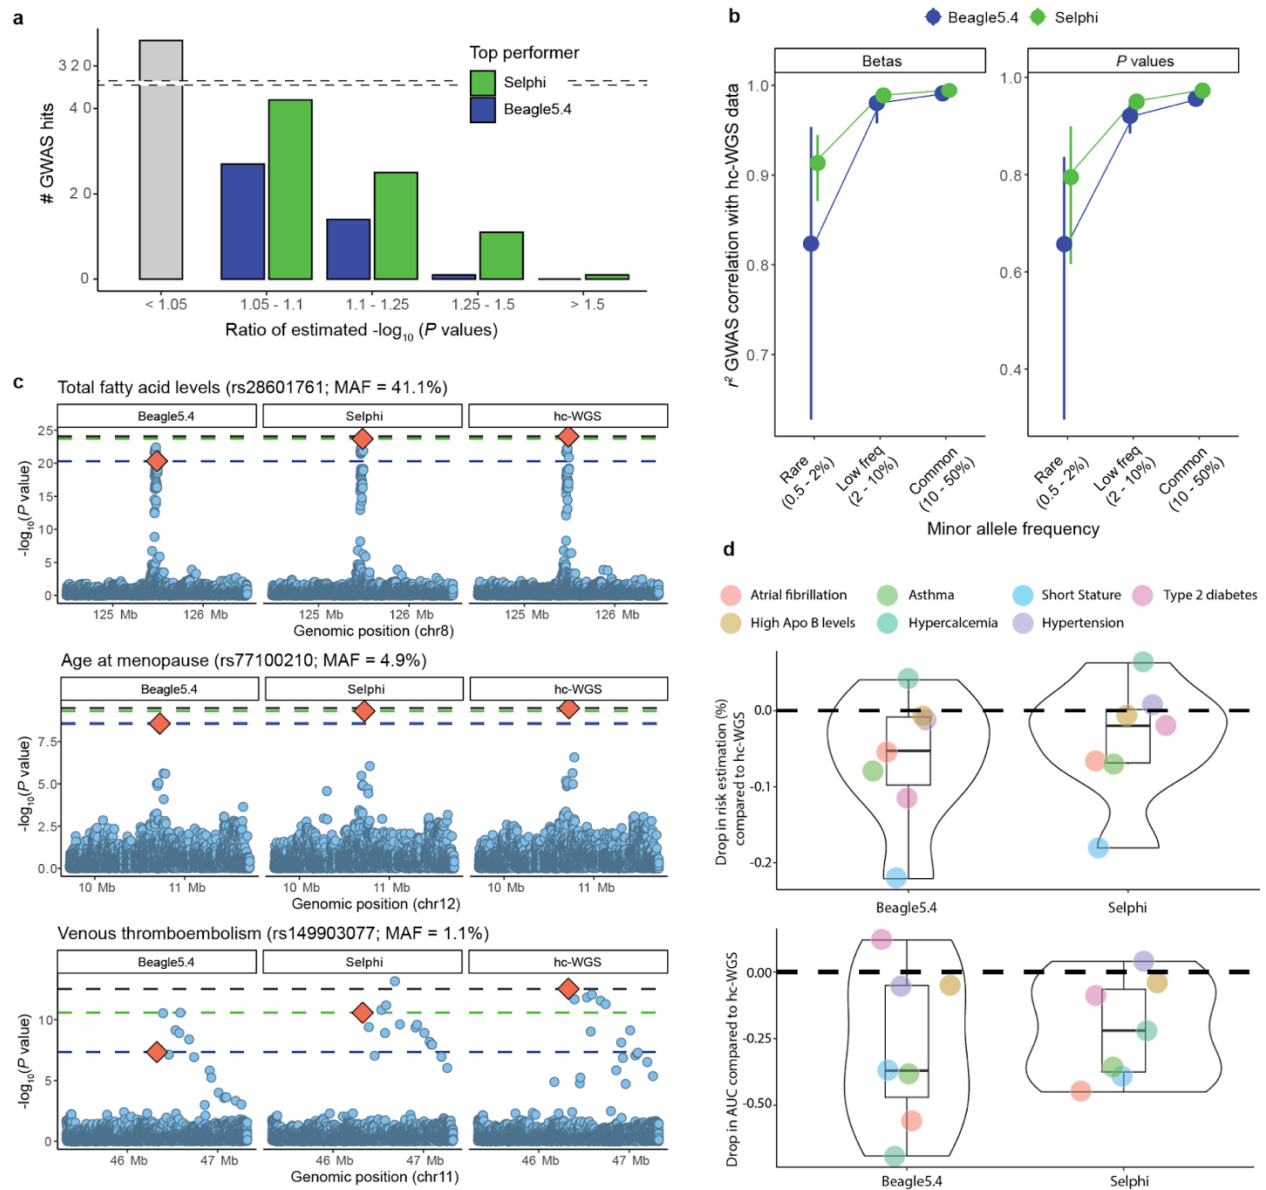 a
# GWAS hits
3 2 0
4 0
2 0
0
Top performer
Selphi
Beagle5.4
< 1.05
1.05 - 1.1
1.1 - 1.25
1.25 - 1.5
> 1.5
Ratio of estimated -log10 (P values)
b
Beagle5.4
Selphi
Betas
P values
r2 GWAS correlation with hc-WGS data
1.0
0.9
0.8
0.7
1.0
0.8
0.6
0.4
Rare
(0.5 - 2%)
Low freq
(2 - 10%)
Common
(10 - 50%)
Rare
(0.5 - 2%)
Low freq
(2 - 10%)
Common
(10 - 50%)
Minor allele frequency
c
Total fatty acid levels (rs28601761; MAF = 41.1%)
Beagle5.4
Selphi
hc-WGS
-log10(P value)
25
20
15
10
5
0
125 Mb
126 Mb
125 Mb
126 Mb
125 Mb
126 Mb
Genomic position (chr8)
Age at menopause (rs77100210; MAF = 4.9%)
Beagle5.4
Selphi
hc-WGS
-log10(P value)
7.5
5.0
2.5
0.0
10 Mb
11 Mb
10 Mb
11 Mb
10 Mb
11 Mb
Genomic position (chr12)
Venous thromboembolism (rs149903077; MAF = 1.1%)
Beagle5.4
Selphi
hc-WGS
-log10(P value)
10
5
0
46 Mb
47 Mb
46 Mb
47 Mb
46 Mb
47 Mb
Genomic position (chr11)
d
Atrial fibrillation
Asthma
Short Stature
Type 2 diabetes
High Apo B levels
Hypercalcemia
Hypertension
Drop in risk estimation (%)
compared to hc-WGS
0.0
-0.1
-0.2
Beagle5.4
Selphi
Drop in AUC compared to hc-WGS
0.00
-0.25
-0.50
Beagle5.4
Selphi